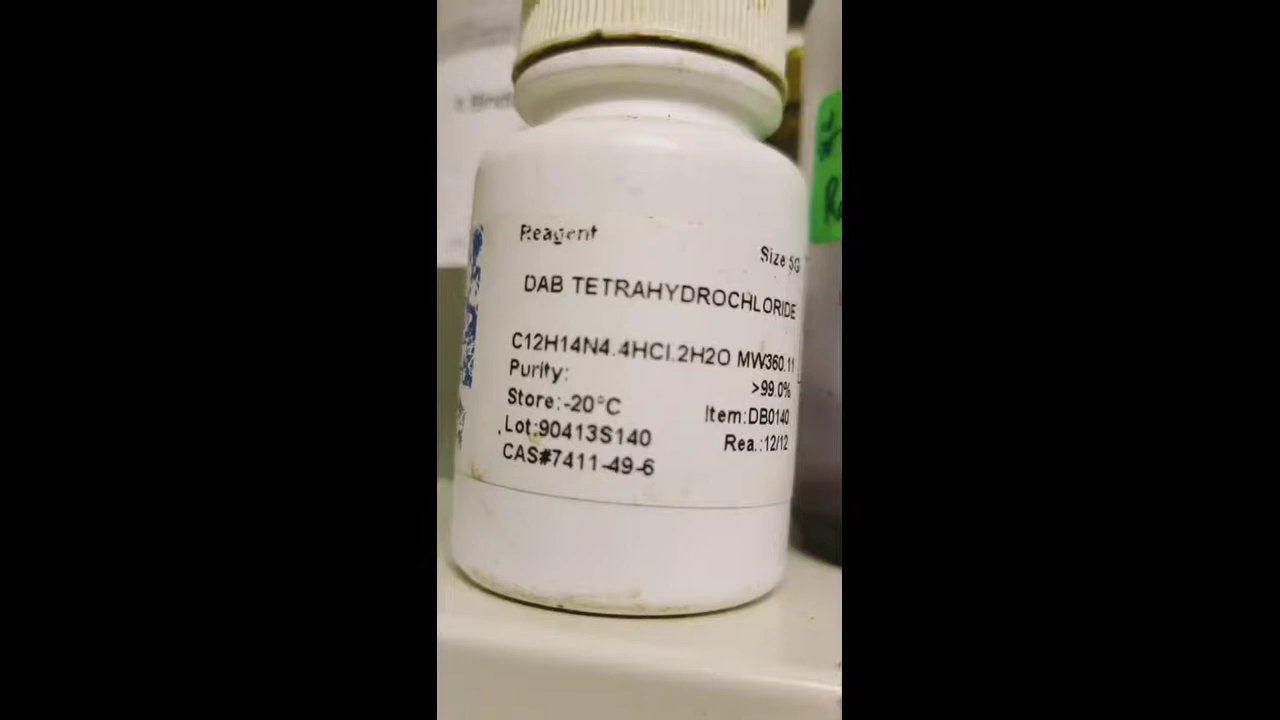 Reagent
Size:5G
DAB TETRAHYDROCHLORIDE
C12H14N4.4HCl.2H2O MW360.11
Purity:
>99.0%
Store:-20°C
Item:DB0140
Lot:90413S140
Rea.:12/12
CAS#7411-49-6